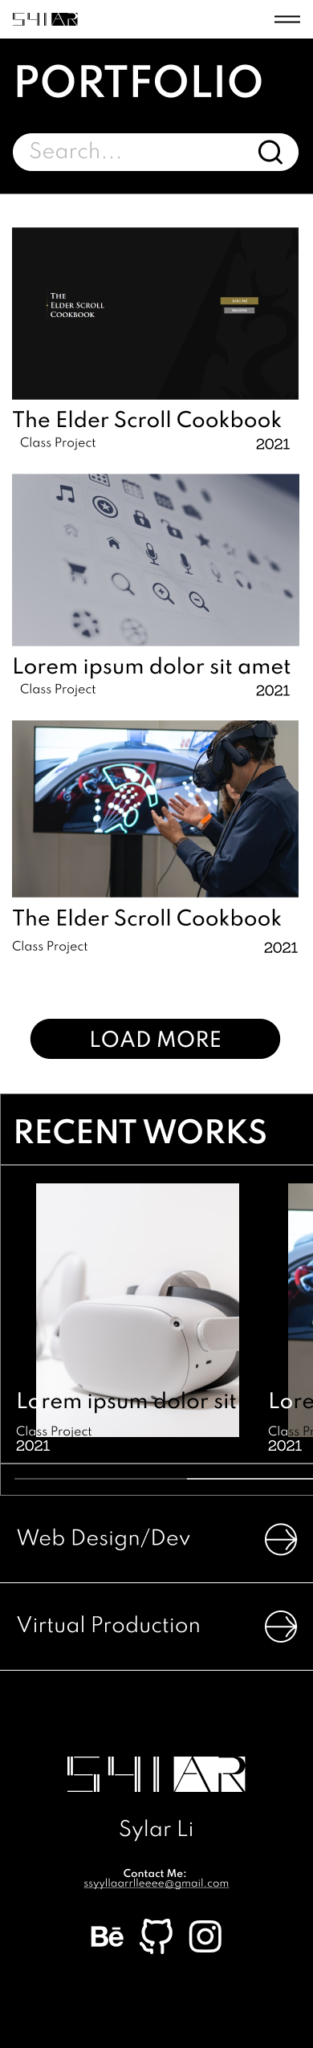 S41AR
PORTFOLIO
Search...
THE
ELDER SCROLL
COOKBOOK
The Elder Scroll Cookbook
Class Project
2021
Lorem ipsum dolor sit amet
Class Project
2021
The Elder Scroll Cookbook
Class Project
2021
LOAD MORE
RECENT WORKS
Lorem ipsum dolor sit
Class Project
2021
Lore
Class Pr
2021
Web Design/Dev
Virtual Production
S41AR
Sylar Li
Contact Me:
ssyyllaarrlleeee@gmail.com
Bē